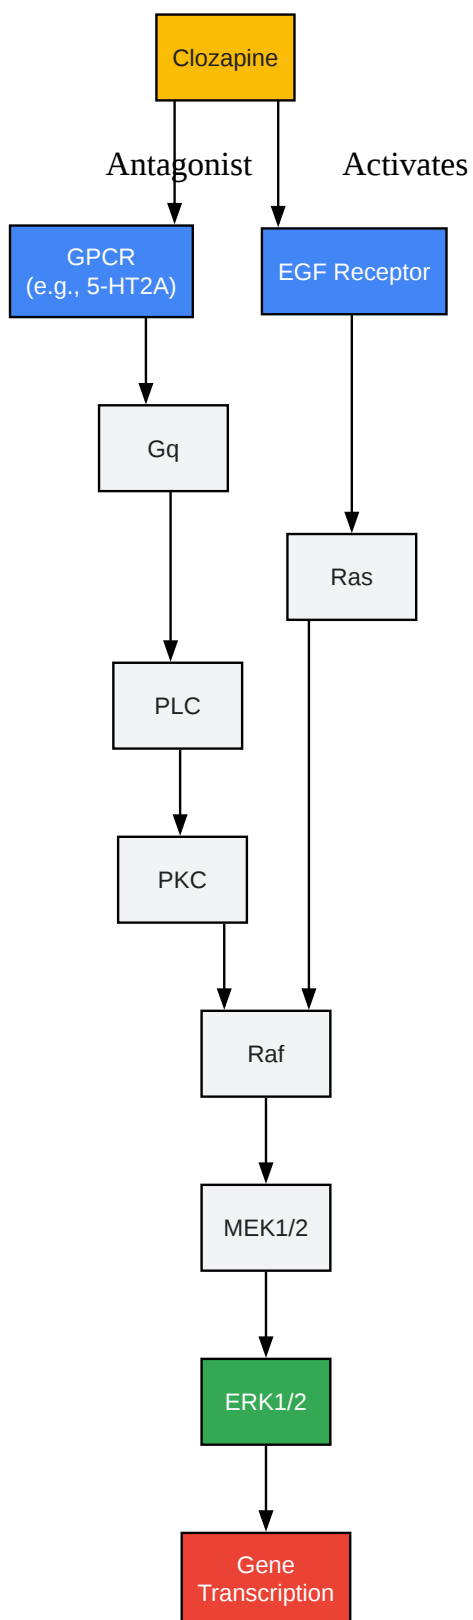 Clozapine
Antagonist
Activates
GPCR
(e.g., 5-HT2A)
EGF Receptor
Gq
Ras
PLC
PKC
Raf
MEK1/2
ERK1/2
Gene
Transcription